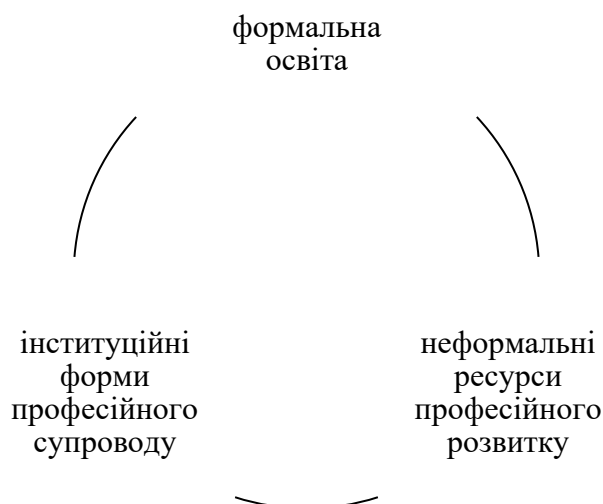 формальна
освіта
інституційні
форми
професійного
супроводу
неформальні
ресурси
професійного
розвитку